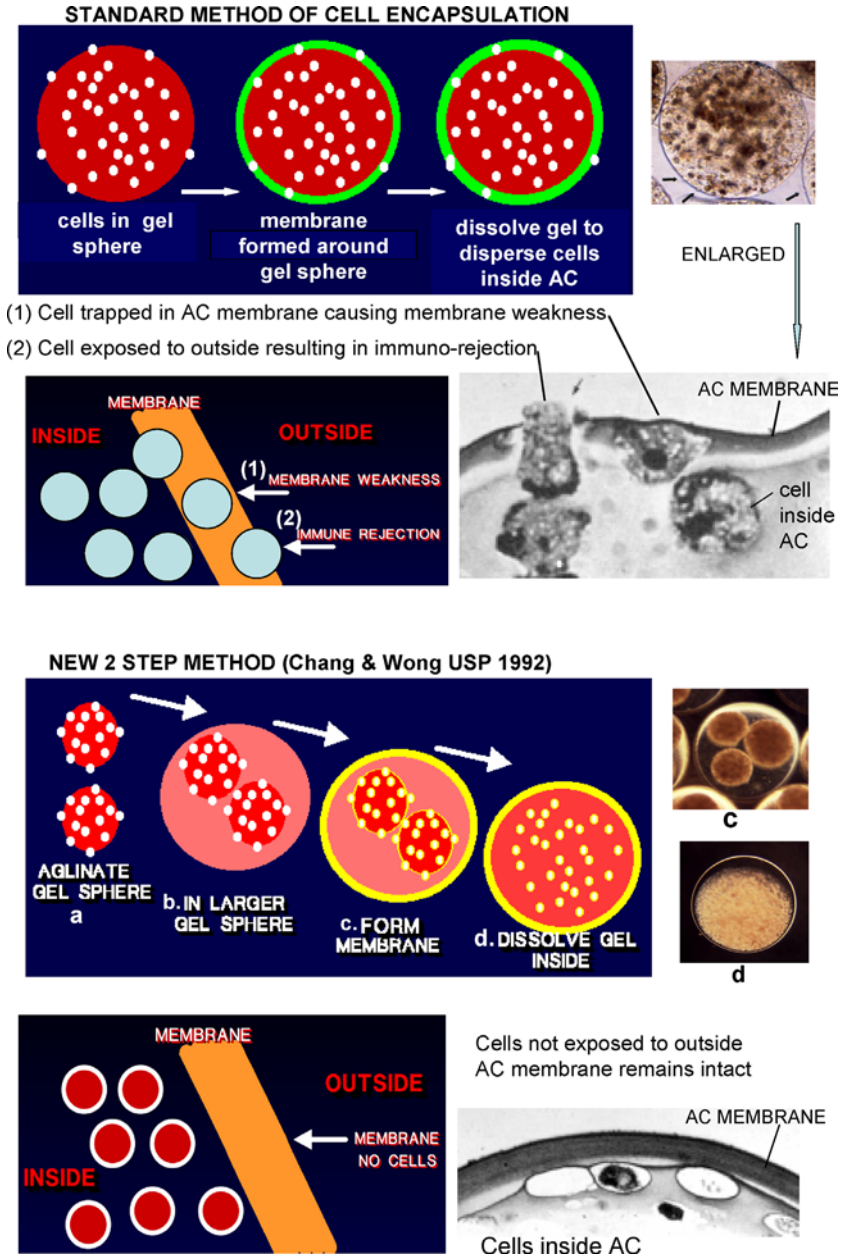 STANDARD METHOD OF CELL ENCAPSULATION
cells in gel
sphere
membrane
formed around
gel sphere
dissolve gel to
disperse cells
inside AC
ENLARGED
(1) Cell trapped in AC membrane causing membrane weakness
(2) Cell exposed to outside resulting in immuno-rejection
MEMBRANE
INSIDE
OUTSIDE
(1)
MEMBRANE WEAKNESS
(2)
IMMUNE REJECTION
AC MEMBRANE
cell
inside
AC
NEW 2 STEP METHOD (Chang & Wong USP 1992)
AGLINATE
GEL SPHERE
a
b. IN LARGER
GEL SPHERE
c. FORM
MEMBRANE
d. DISSOLVE GEL
INSIDE
c
d
MEMBRANE
OUTSIDE
MEMBRANE
NO CELLS
INSIDE
Cells not exposed to outside
AC membrane remains intact
AC MEMBRANE
Cells inside AC